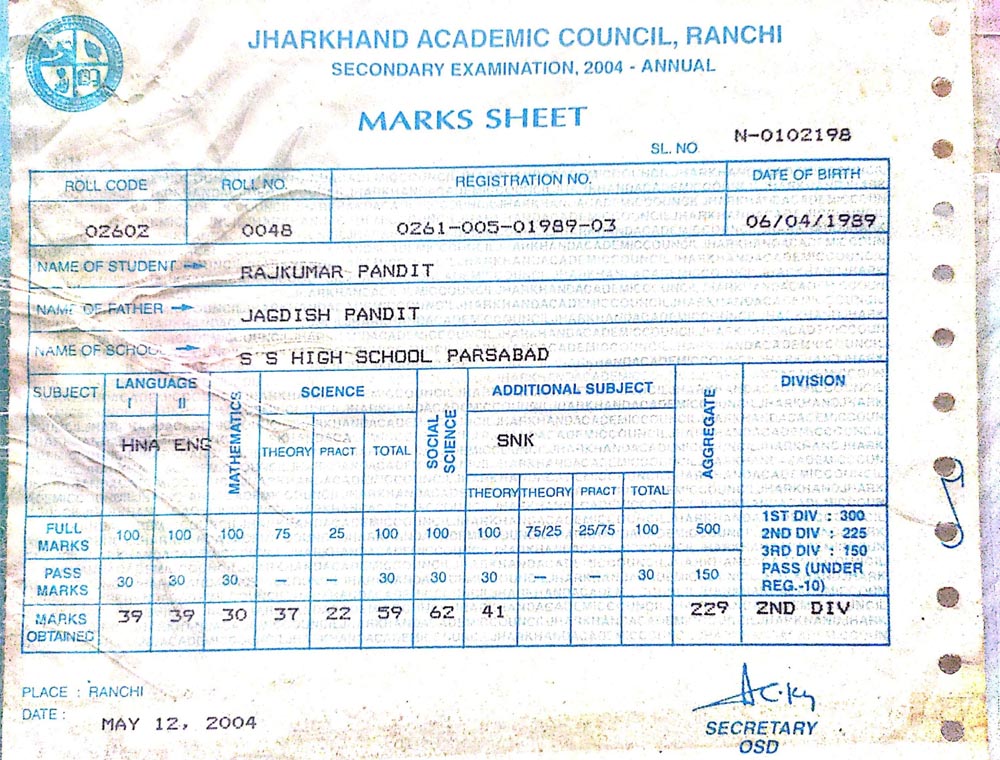 JHARKHAND ACADEMIC COUNCIL, RANCHI
SECONDARY EXAMINATION, 2004 - ANNUAL
MARKS SHEET
SL. NO N-0102198
ROLL CODE ROLL NO. REGISTRATION NO. DATE OF BIRTH
02602 0048 0261-005-01989-03 06/04/1989
NAME OF STUDENT → RAJKUMAR PANDIT
NAME OF FATHER → JAGDISH PANDIT
NAME OF SCHOOL → S S HIGH SCHOOL PARSABAD
SUBJECT LANGUAGE MATHEMATICS SCIENCE SOCIAL SCIENCE ADDITIONAL SUBJECT AGGREGATE DIVISION
I II
HNA ENG SNK
THEORY PRACT TOTAL
THEORY THEORY PRACT TOTAL
FULL MARKS 100 100 100 75 25 100 100 100 75/25 25/75 100 500
1ST DIV : 300
2ND DIV : 225
3RD DIV : 150
PASS (UNDER
REG.-10)
PASS MARKS 30 30 30 – – 30 30 30 – – 30 150
MARKS OBTAINED 39 39 30 37 22 59 62 41 229 2ND DIV
PLACE : RANCHI
DATE : MAY 12, 2004
SECRETARY
OSD